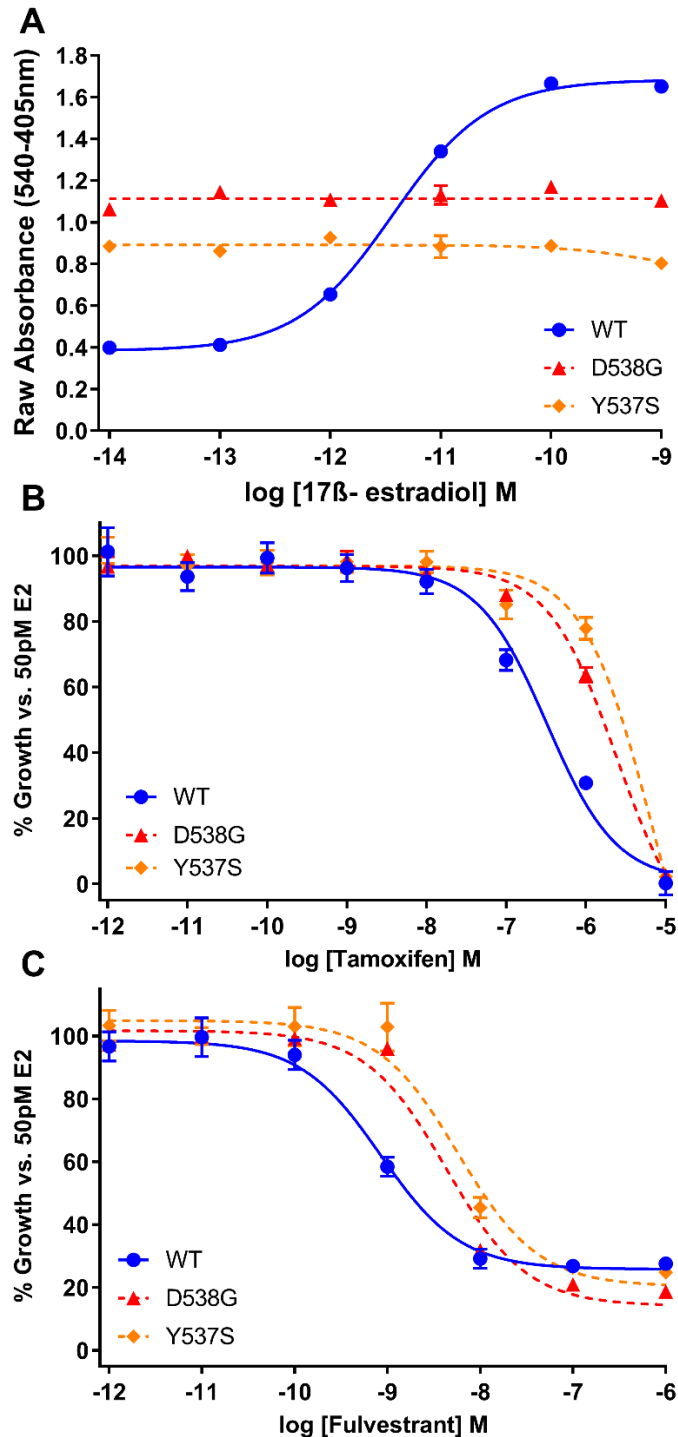 A
Raw Absorbance (540-405nm)
1.8
1.6
1.4
1.2
1.0
0.8
0.6
0.4
0.2
0.0
WT
D538G
Y537S
-14 -13 -12 -11 -10 -9
log [17ß- estradiol] M
B
% Growth vs. 50pM E2
100
80
60
40
20
0
WT
D538G
Y537S
-12 -11 -10 -9 -8 -7 -6 -5
log [Tamoxifen] M
C
% Growth vs. 50pM E2
100
80
60
40
20
0
WT
D538G
Y537S
-12 -11 -10 -9 -8 -7 -6
log [Fulvestrant] M